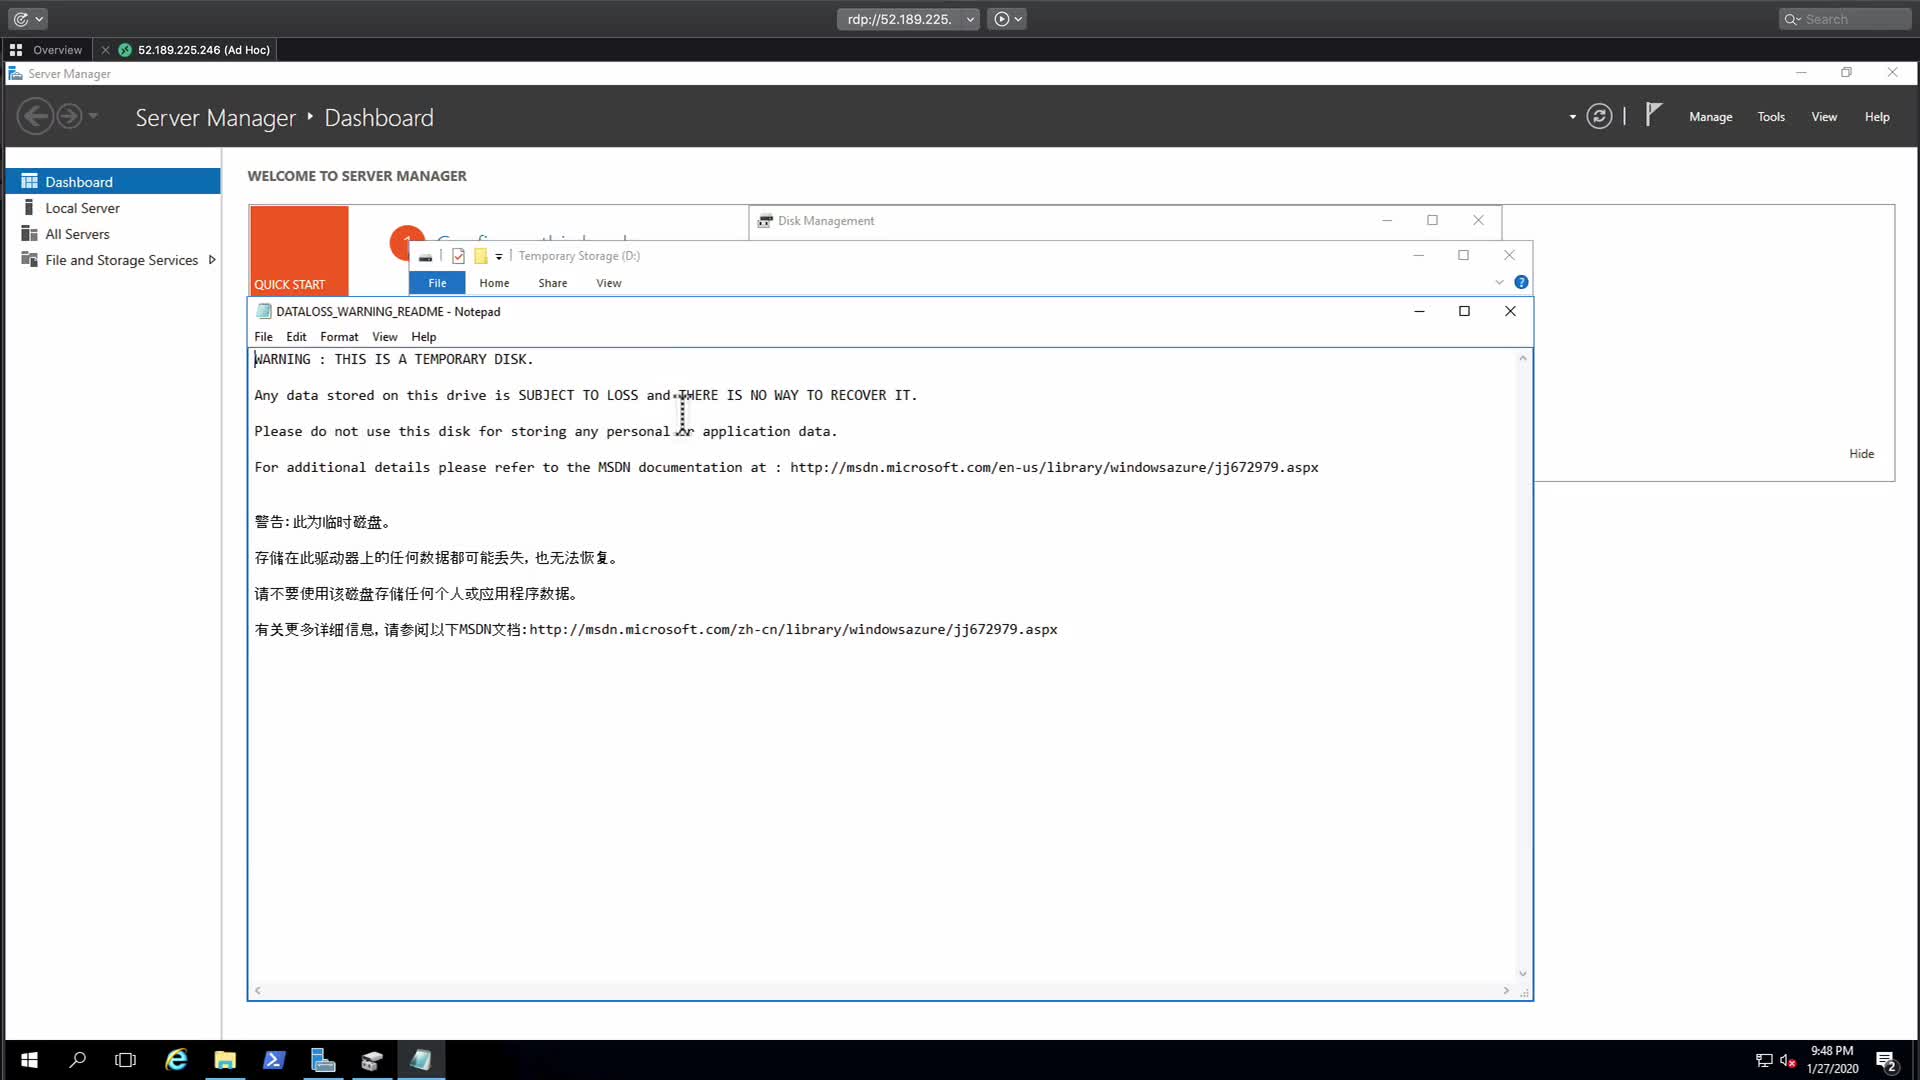 rdp://52.189.225.
Search
Overview
52.189.225.246 (Ad Hoc)
Server Manager
Server Manager Dashboard
Manage
Tools
View
Help
Dashboard
Local Server
All Servers
File and Storage Services
WELCOME TO SERVER MANAGER
QUICK START
Disk Management
Temporary Storage (D:)
File
Home
Share
View
Hide
DATALOSS_WARNING_README - Notepad
File Edit Format View Help
WARNING : THIS IS A TEMPORARY DISK.
Any data stored on this drive is SUBJECT TO LOSS and THERE IS NO WAY TO RECOVER IT.
Please do not use this disk for storing any personal or application data.
For additional details please refer to the MSDN documentation at : http://msdn.microsoft.com/en-us/library/windowsazure/jj672979.aspx
警告:此为临时磁盘。
存储在此驱动器上的任何数据都可能丢失,也无法恢复。
请不要使用该磁盘存储任何个人或应用程序数据。
有关更多详细信息,请参阅以下MSDN文档:http://msdn.microsoft.com/zh-cn/library/windowsazure/jj672979.aspx
9:48 PM
1/27/2020
2